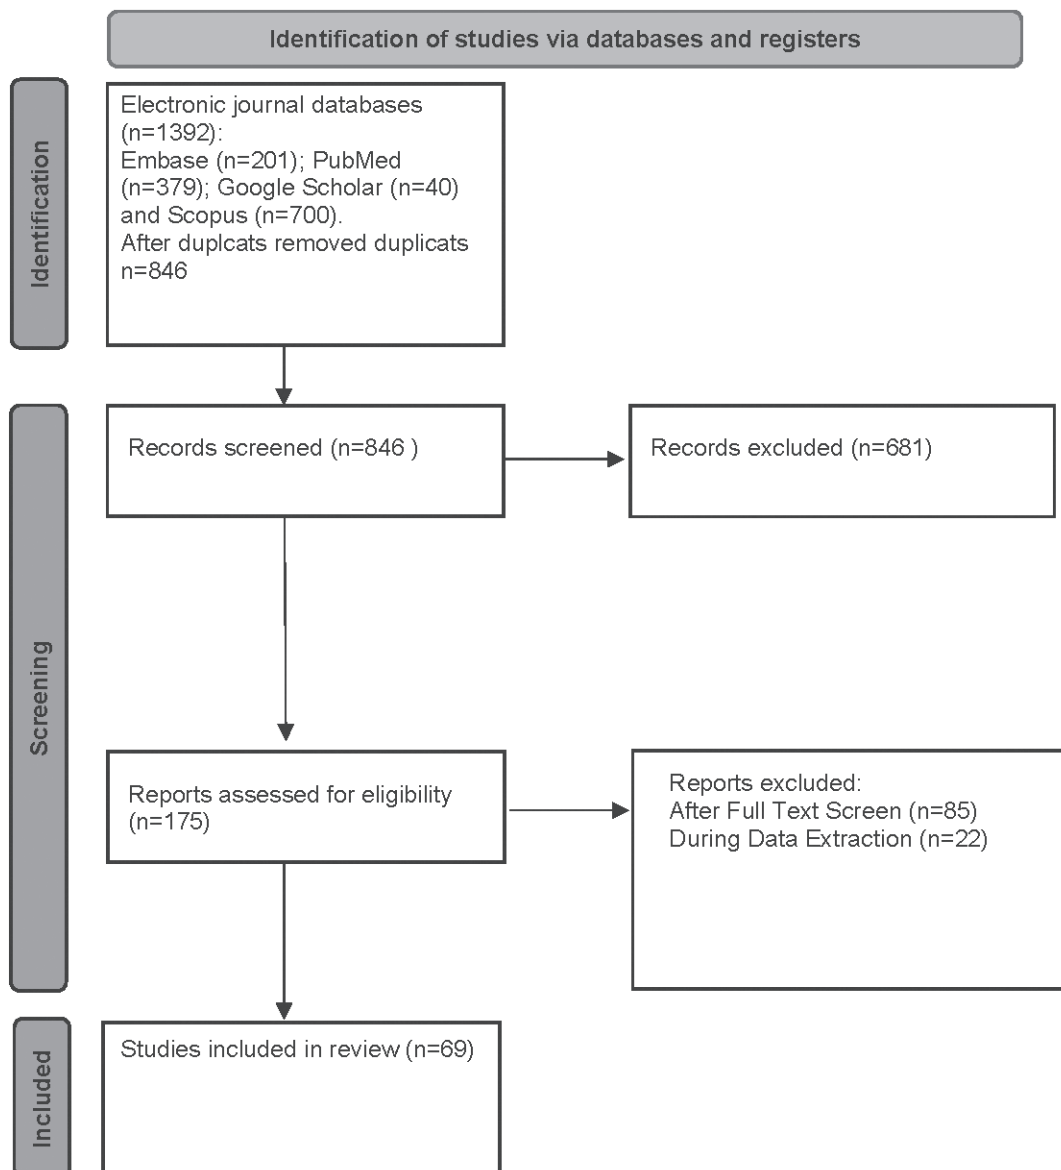 Identification of studies via databases and registers
Identification
Electronic journal databases
(n=1392):
Embase (n=201); PubMed
(n=379); Google Scholar (n=40)
and Scopus (n=700).
After duplcats removed duplicats
n=846
Screening
Records screened (n=846 )
Records excluded (n=681)
Reports assessed for eligibility
(n=175)
Reports excluded:
After Full Text Screen (n=85)
During Data Extraction (n=22)
Included
Studies included in review (n=69)